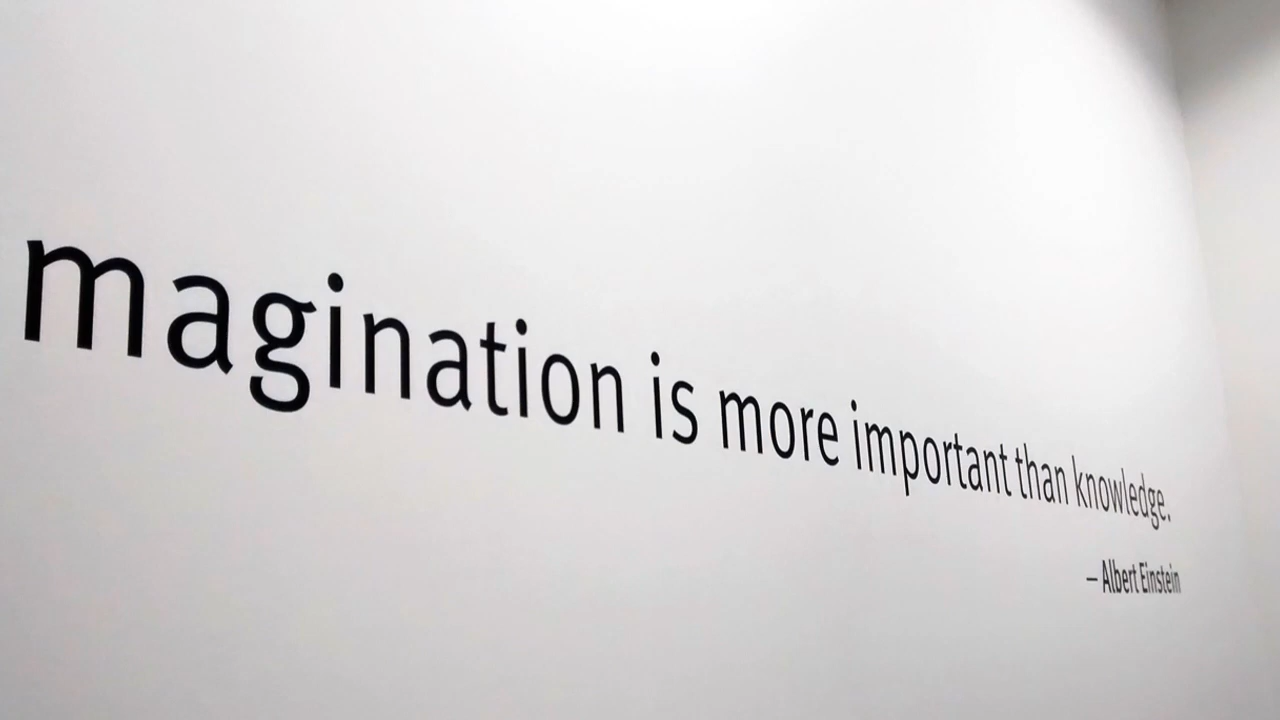 magination is more important than knowledge.
– Albert Einstein